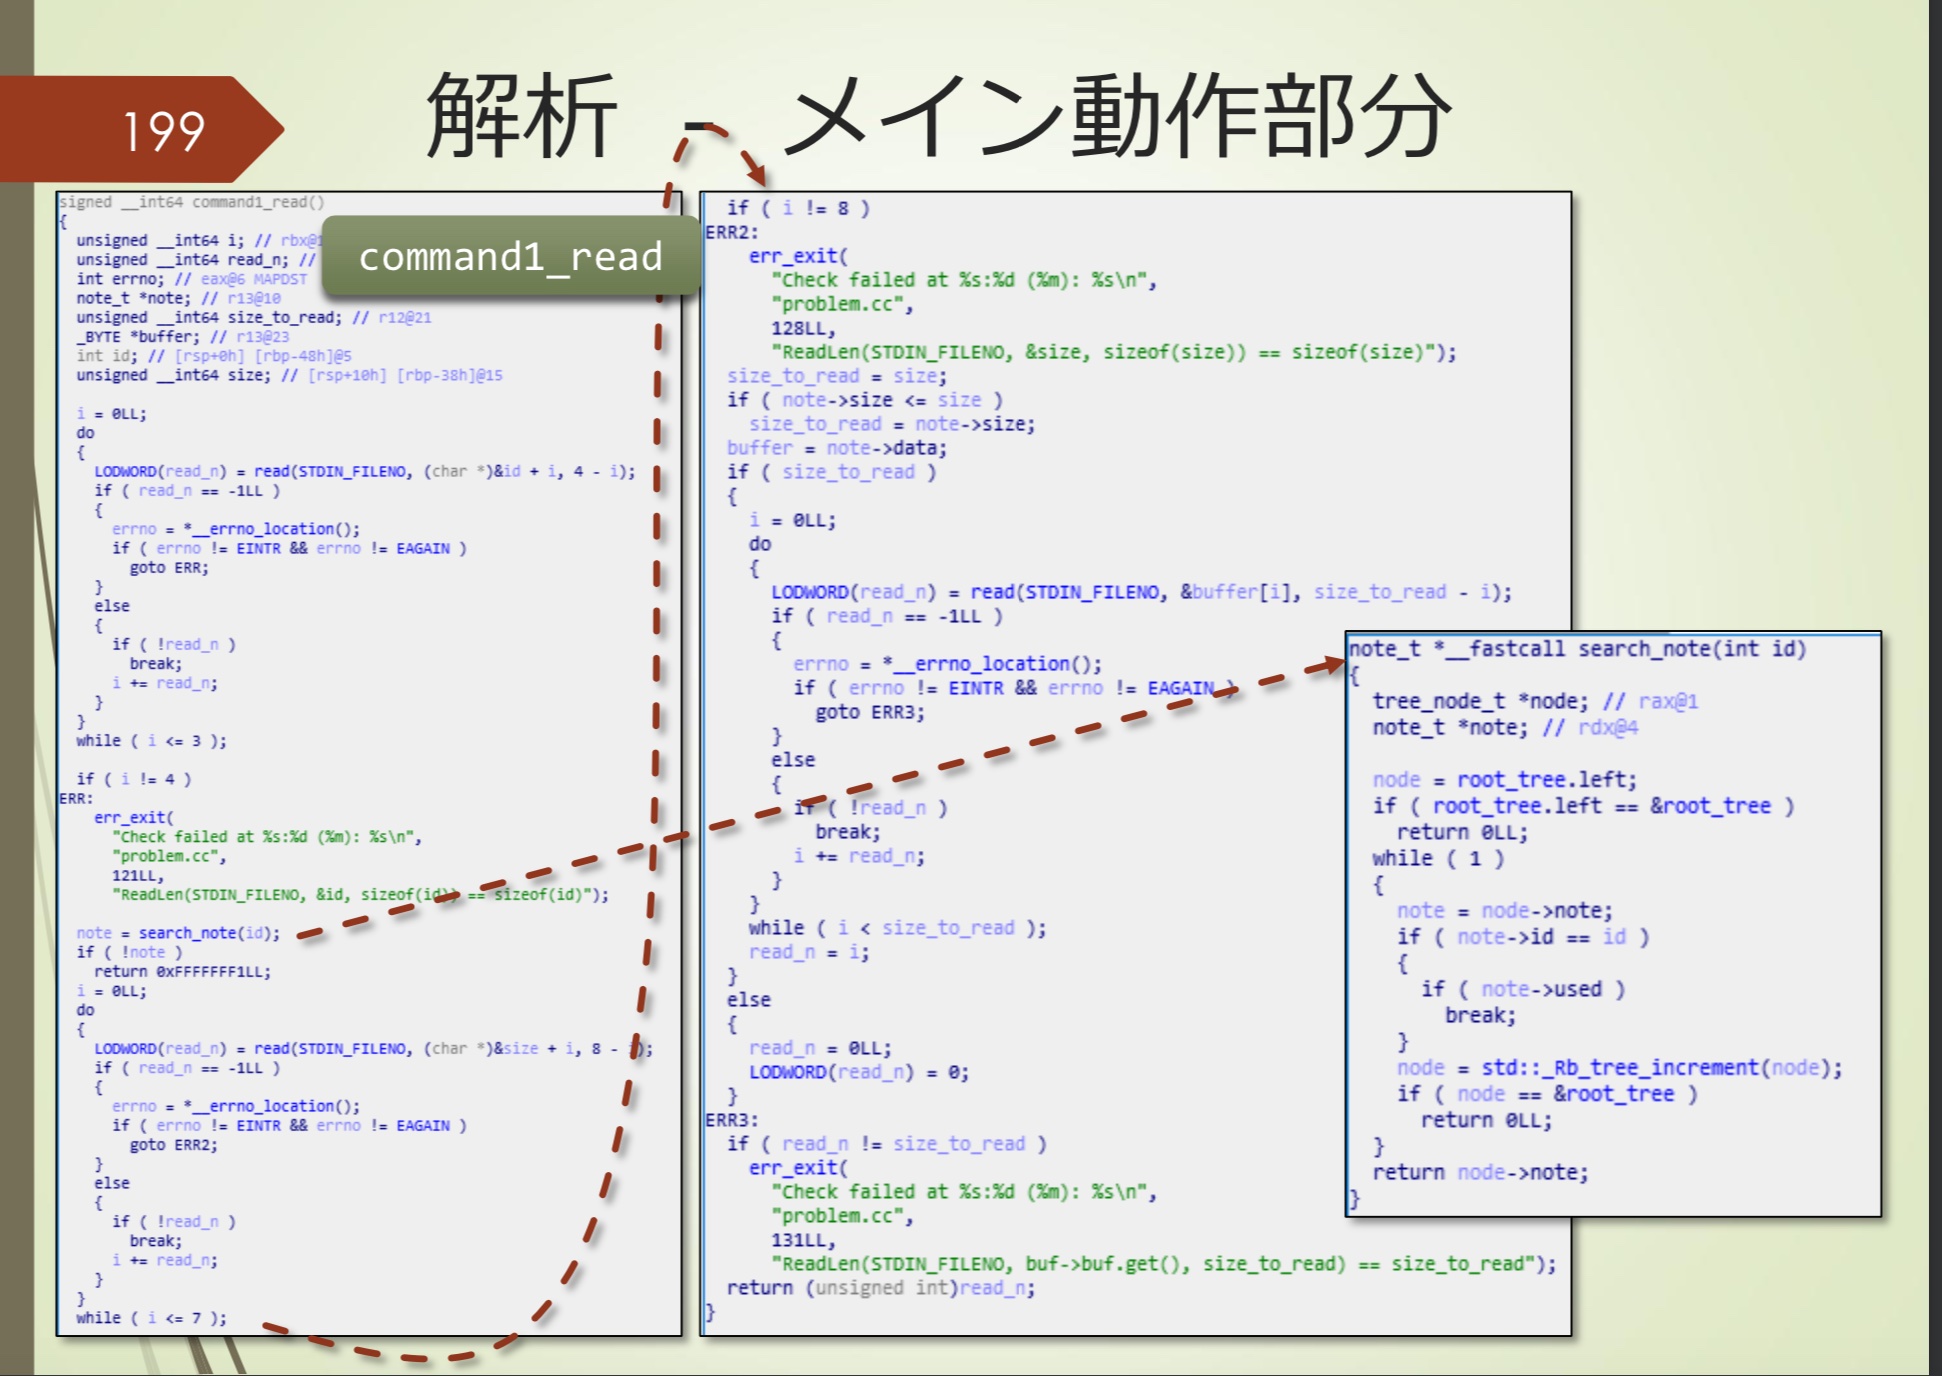 199
解析 - メイン動作部分
signed __int64 command1_read()
{
unsigned __int64 i; // rbx@
unsigned __int64 read_n; //
int errno; // eax@6 MAPDST
note_t *note; // r13@10
unsigned __int64 size_to_read; // r12@21
_BYTE *buffer; // r13@23
int id; // [rsp+0h] [rbp-48h]@5
unsigned __int64 size; // [rsp+10h] [rbp-38h]@15
i = 0LL;
do
{
LODWORD(read_n) = read(STDIN_FILENO, (char *)&id + i, 4 - i);
if ( read_n == -1LL )
{
errno = *__errno_location();
if ( errno != EINTR && errno != EAGAIN )
goto ERR;
}
else
{
if ( !read_n )
break;
i += read_n;
}
}
while ( i <= 3 );
if ( i != 4 )
ERR:
err_exit(
"Check failed at %s:%d (%m): %s\n",
"problem.cc",
121LL,
"ReadLen(STDIN_FILENO, &id, sizeof(id)) == sizeof(id)");
note = search_note(id);
if ( !note )
return 0xFFFFFFF1LL;
i = 0LL;
do
{
LODWORD(read_n) = read(STDIN_FILENO, (char *)&size + i, 8 - i);
if ( read_n == -1LL )
{
errno = *__errno_location();
if ( errno != EINTR && errno != EAGAIN )
goto ERR2;
}
else
{
if ( !read_n )
break;
i += read_n;
}
}
while ( i <= 7 );
command1_read
if ( i != 8 )
ERR2:
err_exit(
"Check failed at %s:%d (%m): %s\n",
"problem.cc",
128LL,
"ReadLen(STDIN_FILENO, &size, sizeof(size)) == sizeof(size)");
size_to_read = size;
if ( note->size <= size )
size_to_read = note->size;
buffer = note->data;
if ( size_to_read )
{
i = 0LL;
do
{
LODWORD(read_n) = read(STDIN_FILENO, &buffer[i], size_to_read - i);
if ( read_n == -1LL )
{
errno = *__errno_location();
if ( errno != EINTR && errno != EAGAIN )
goto ERR3;
}
else
{
if ( !read_n )
break;
i += read_n;
}
}
while ( i < size_to_read );
read_n = i;
}
else
{
read_n = 0LL;
LODWORD(read_n) = 0;
}
ERR3:
if ( read_n != size_to_read )
err_exit(
"Check failed at %s:%d (%m): %s\n",
"problem.cc",
131LL,
"ReadLen(STDIN_FILENO, buf->buf.get(), size_to_read) == size_to_read");
return (unsigned int)read_n;
}
note_t *__fastcall search_note(int id)
{
tree_node_t *node; // rax@1
note_t *note; // rdx@4
node = root_tree.left;
if ( root_tree.left == &root_tree )
return 0LL;
while ( 1 )
{
note = node->note;
if ( note->id == id )
{
if ( note->used )
break;
}
node = std::_Rb_tree_increment(node);
if ( node == &root_tree )
return 0LL;
}
return node->note;
}